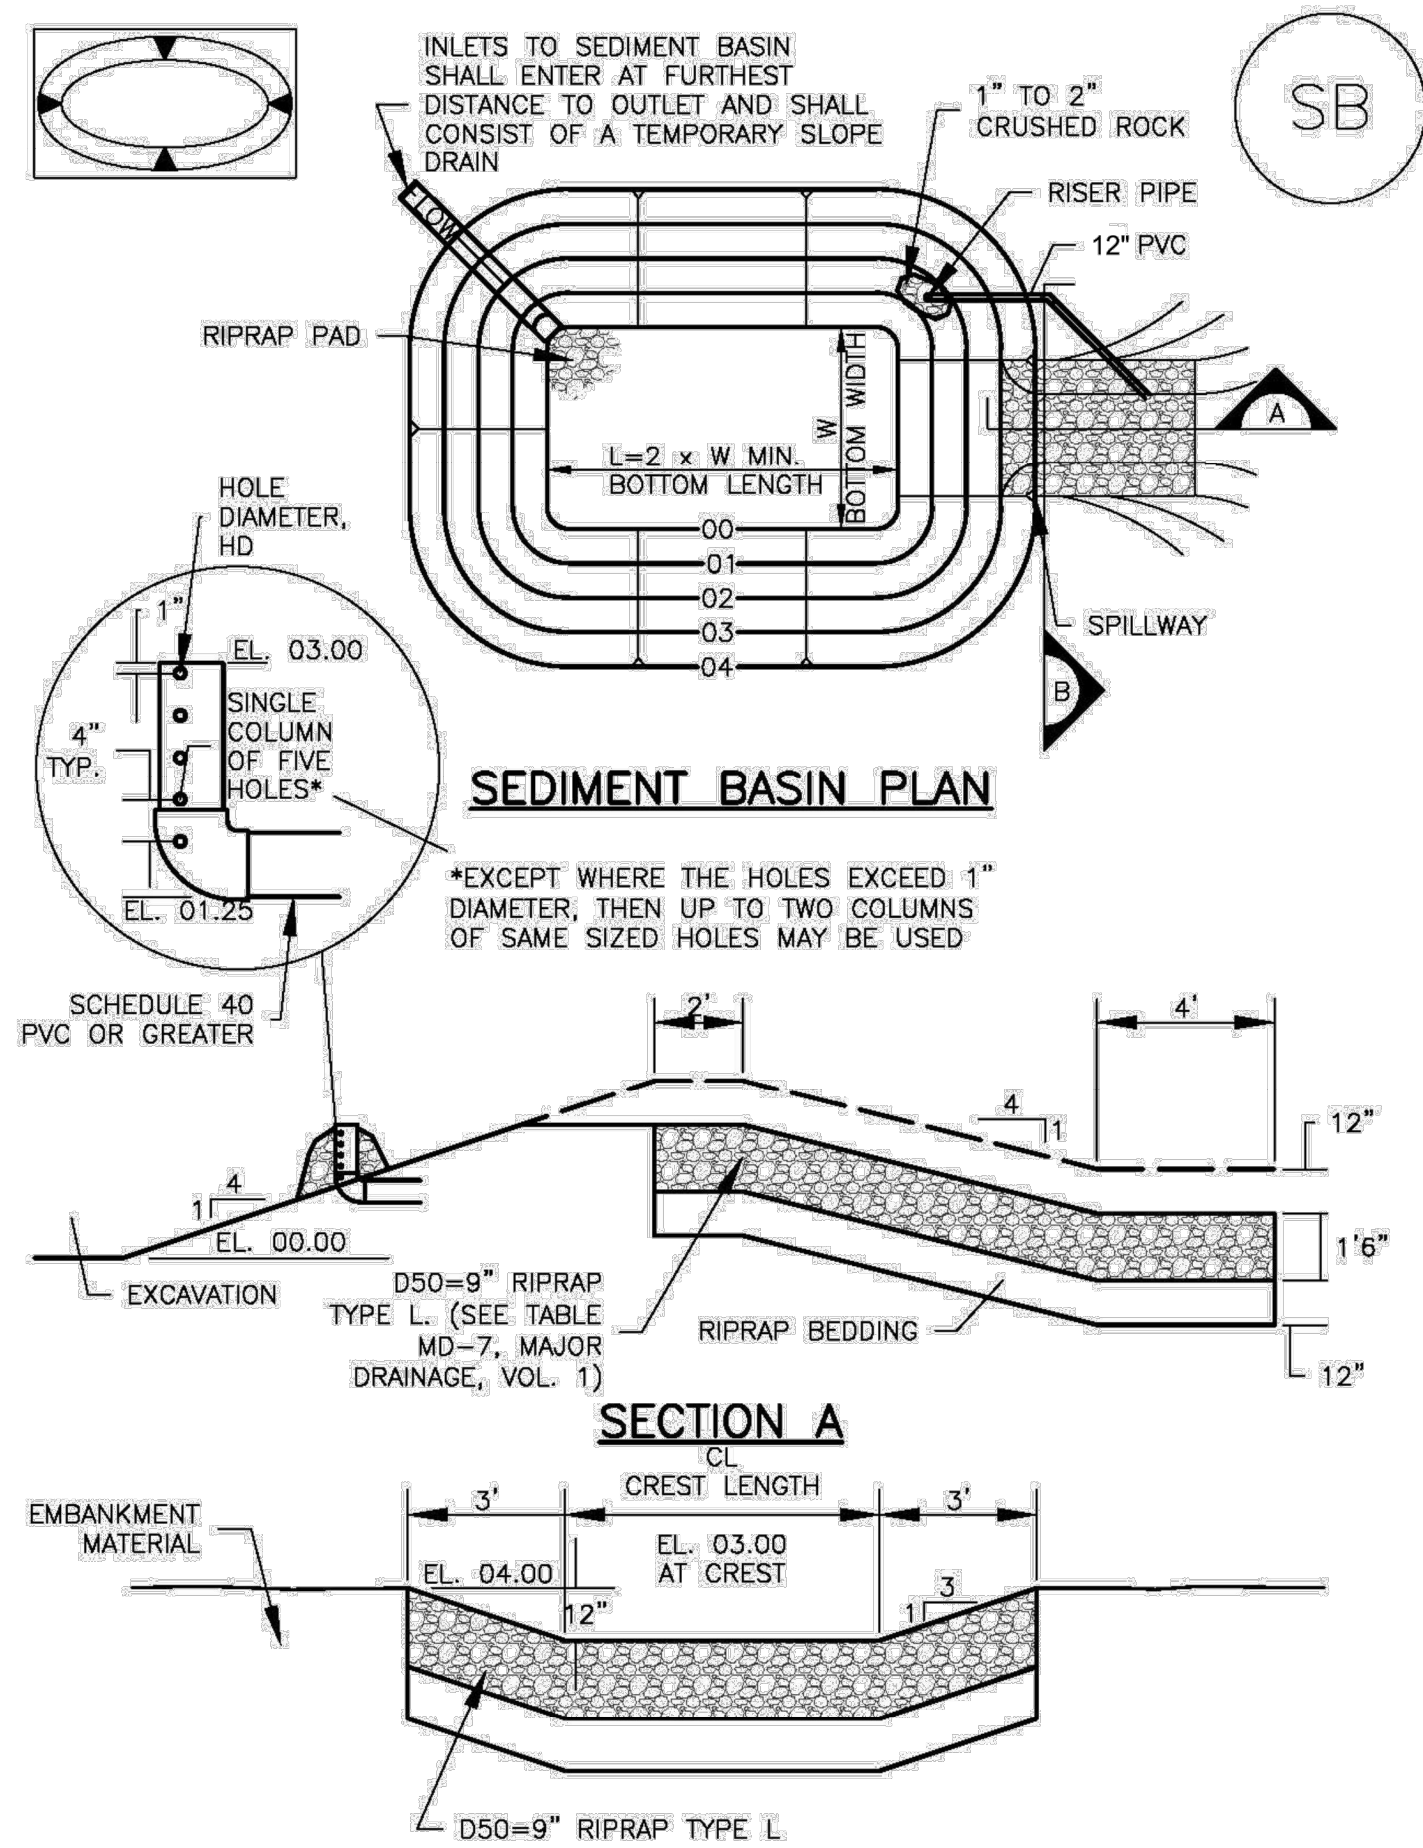 INLETS TO SEDIMENT BASIN
SHALL ENTER AT FURTHEST
DISTANCE TO OUTLET AND SHALL
CONSIST OF A TEMPORARY SLOPE
DRAIN
1" TO 2"
CRUSHED ROCK
SB
RISER PIPE
12" PVC
FLOW
RIPRAP PAD
W
BOTTOM WIDTH
A
L=2 x W MIN.
BOTTOM LENGTH
HOLE
DIAMETER,
HD
00
01
02
03
04
SPILLWAY
B
1"
EL. 03.00
SINGLE
COLUMN
OF FIVE
HOLES*
4"
TYP.
EL. 01.25
SEDIMENT BASIN PLAN
*EXCEPT WHERE THE HOLES EXCEED 1"
DIAMETER, THEN UP TO TWO COLUMNS
OF SAME SIZED HOLES MAY BE USED
SCHEDULE 40
PVC OR GREATER
2'
4'
4
1
12"
4
1
EL. 00.00
1'6"
EXCAVATION
D50=9" RIPRAP
TYPE L. (SEE TABLE
MD-7, MAJOR
DRAINAGE, VOL. 1)
RIPRAP BEDDING
12"
SECTION A
CL
CREST LENGTH
3'
3'
EMBANKMENT
MATERIAL
EL. 04.00
EL. 03.00
AT CREST
12"
3
1
D50=9" RIPRAP TYPE L